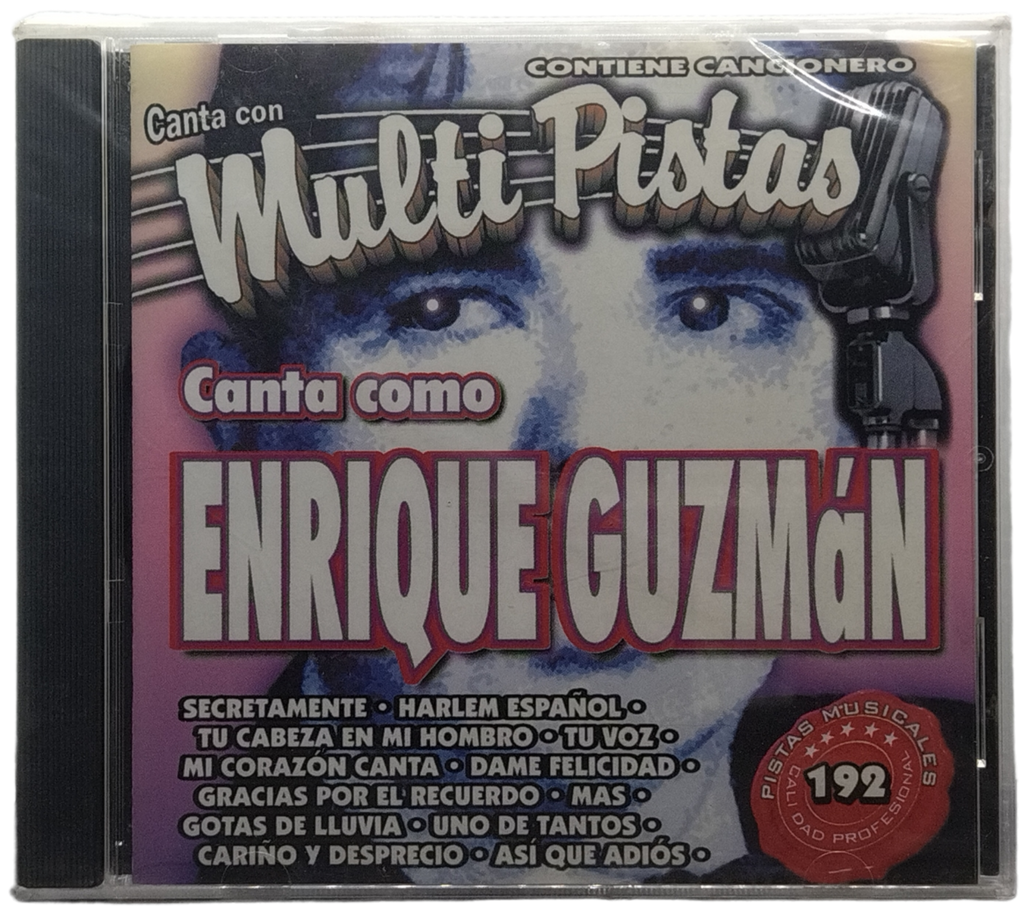 CONTIENE CANCIONERO
Canta con
Multi Pistas
Canta como
ENRIQUE GUZMáN
SECRETAMENTE • HARLEM ESPAÑOL •
TU CABEZA EN MI HOMBRO • TU VOZ •
MI CORAZÓN CANTA • DAME FELICIDAD •
GRACIAS POR EL RECUERDO • MAS •
GOTAS DE LLUVIA • UNO DE TANTOS •
CARIÑO Y DESPRECIO • ASÍ QUE ADIÓS •
PISTAS MUSICALES
192
CALIDAD PROFESIONAL